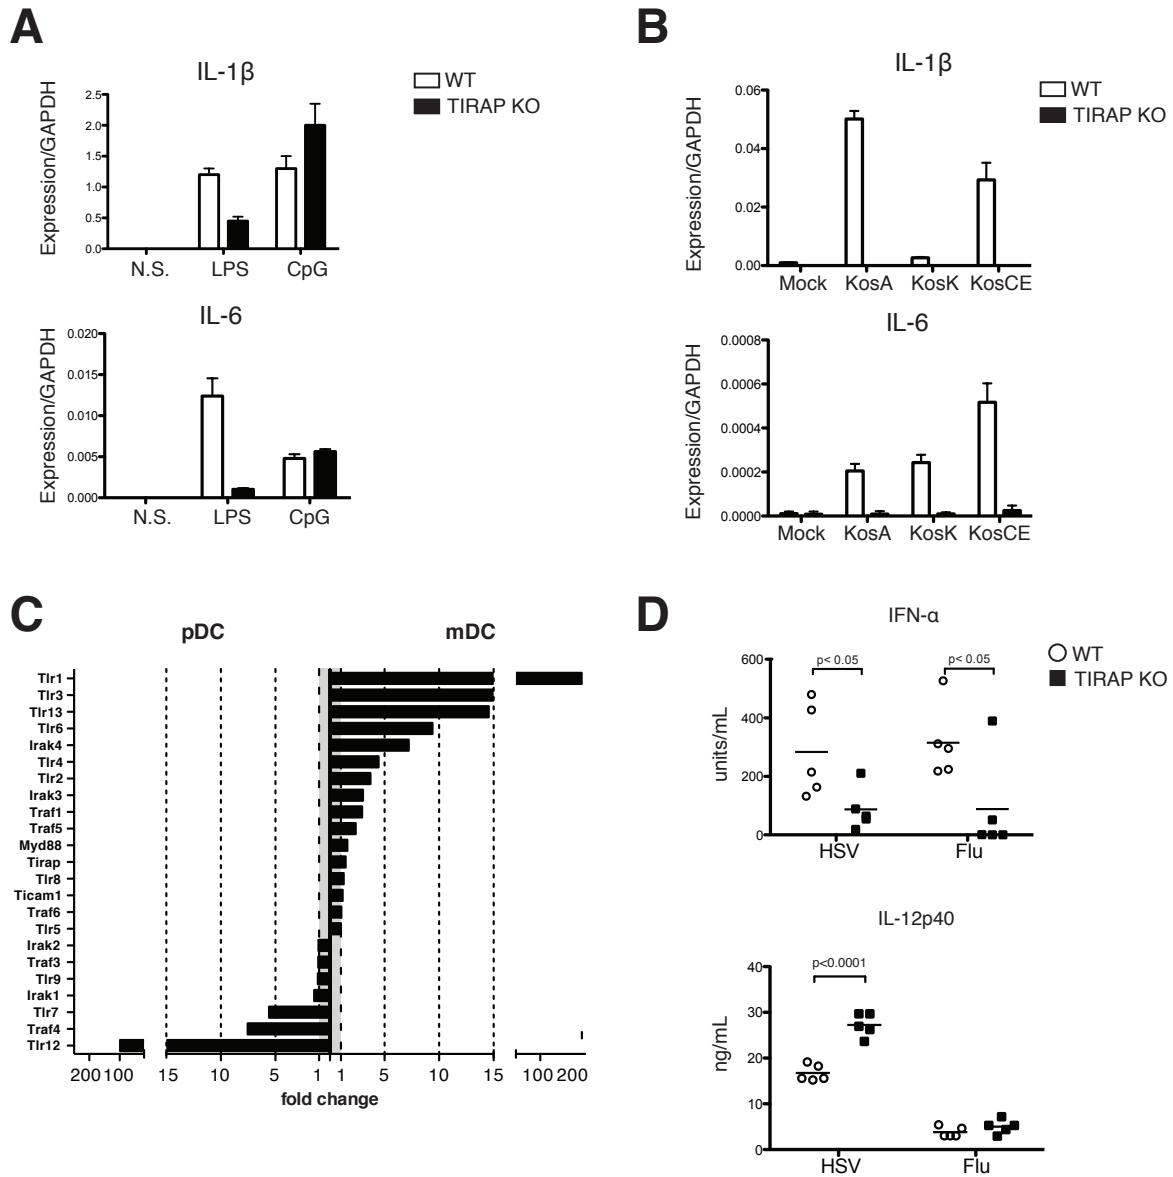 A
IL-1β
WT
TIRAP KO
Expression/GAPDH
2.5
2.0
1.5
1.0
0.5
0.0
N.S. LPS CpG
IL-6
Expression/GAPDH
0.020
0.015
0.010
0.005
0.000
N.S. LPS CpG
B
IL-1β
WT
TIRAP KO
Expression/GAPDH
0.06
0.04
0.02
0.00
Mock KosA KosK KosCE
IL-6
Expression/GAPDH
0.0008
0.0006
0.0004
0.0002
0.0000
Mock KosA KosK KosCE
C
pDC mDC
Tlr1
Tlr3
Tlr13
Tlr6
Irak4
Tlr4
Tlr2
Irak3
Traf1
Traf5
Myd88
Tirap
Tlr8
Ticam1
Traf6
Tlr5
Irak2
Traf3
Tlr9
Irak1
Tlr7
Traf4
Tlr12
200 100 15 10 5 1 1 5 10 15 100 200
fold change
D
IFN-α
WT
TIRAP KO
p< 0.05 p< 0.05
units/mL
600
400
200
0
HSV Flu
IL-12p40
p<0.0001
ng/mL
40
30
20
10
0
HSV Flu